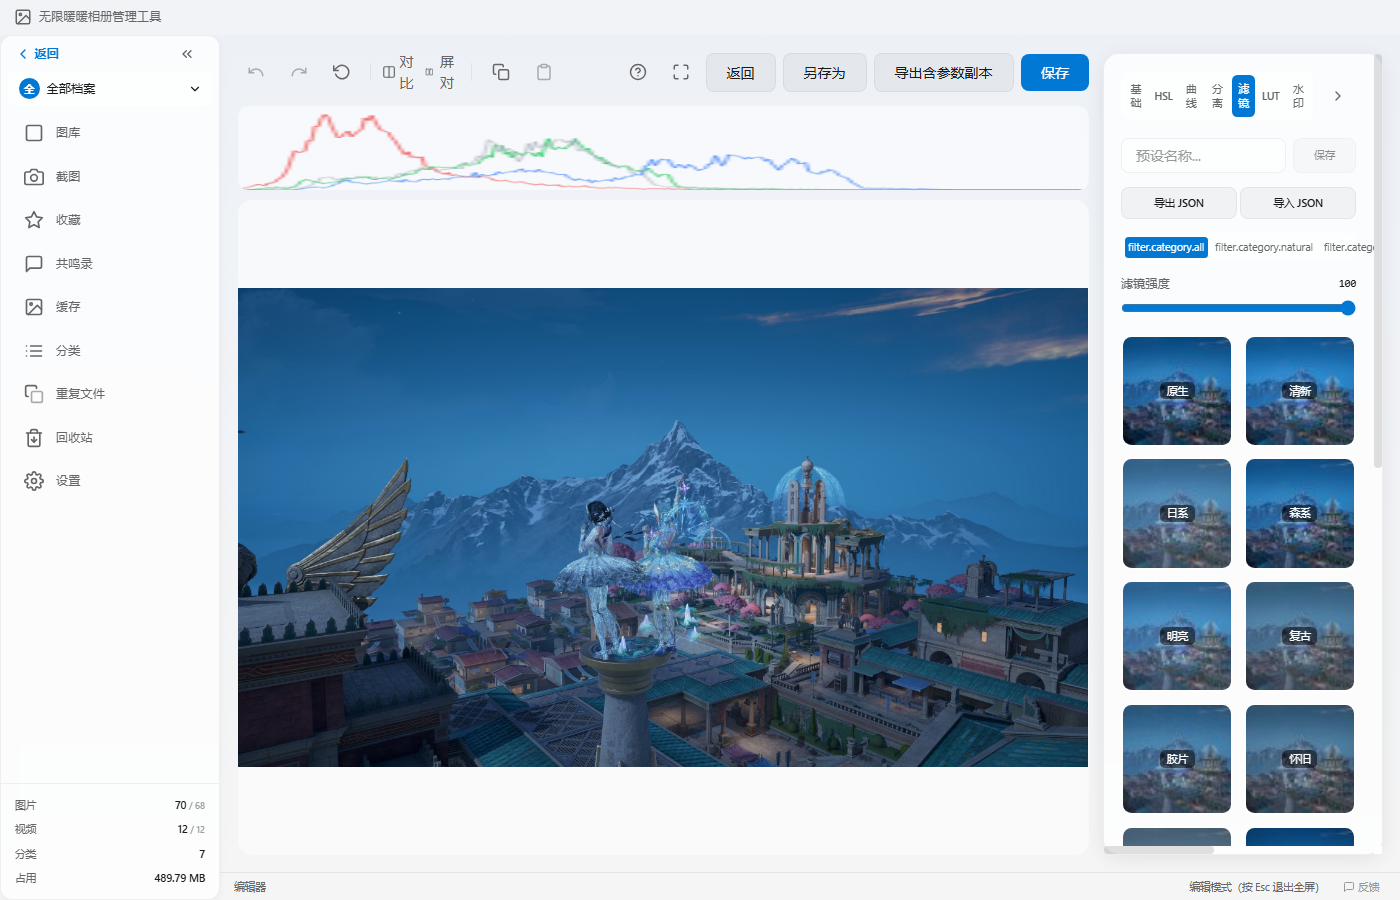 无限暖暖相册管理工具
返回
全 全部档案
图库
截图
收藏
共鸣录
缓存
分类
重复文件
回收站
设置
图片 70 / 68
视频 12 / 12
分类 7
占用 489.79 MB
对比
屏对
返回
另存为
导出含参数副本
保存
基础
HSL
曲线
分离
滤镜
LUT
水印
预设名称...
保存
导出 JSON
导入 JSON
filter.category.all
filter.category.natural
filter.categ
滤镜强度 100
原生
清新
日系
森系
明亮
复古
胶片
怀旧
编辑器
编辑模式（按 Esc 退出全屏）
反馈